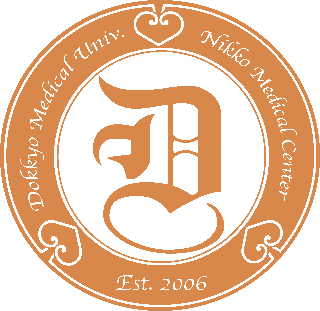 Dokkyo Medical Univ.
Nikko Medical Center
D
Est. 2006